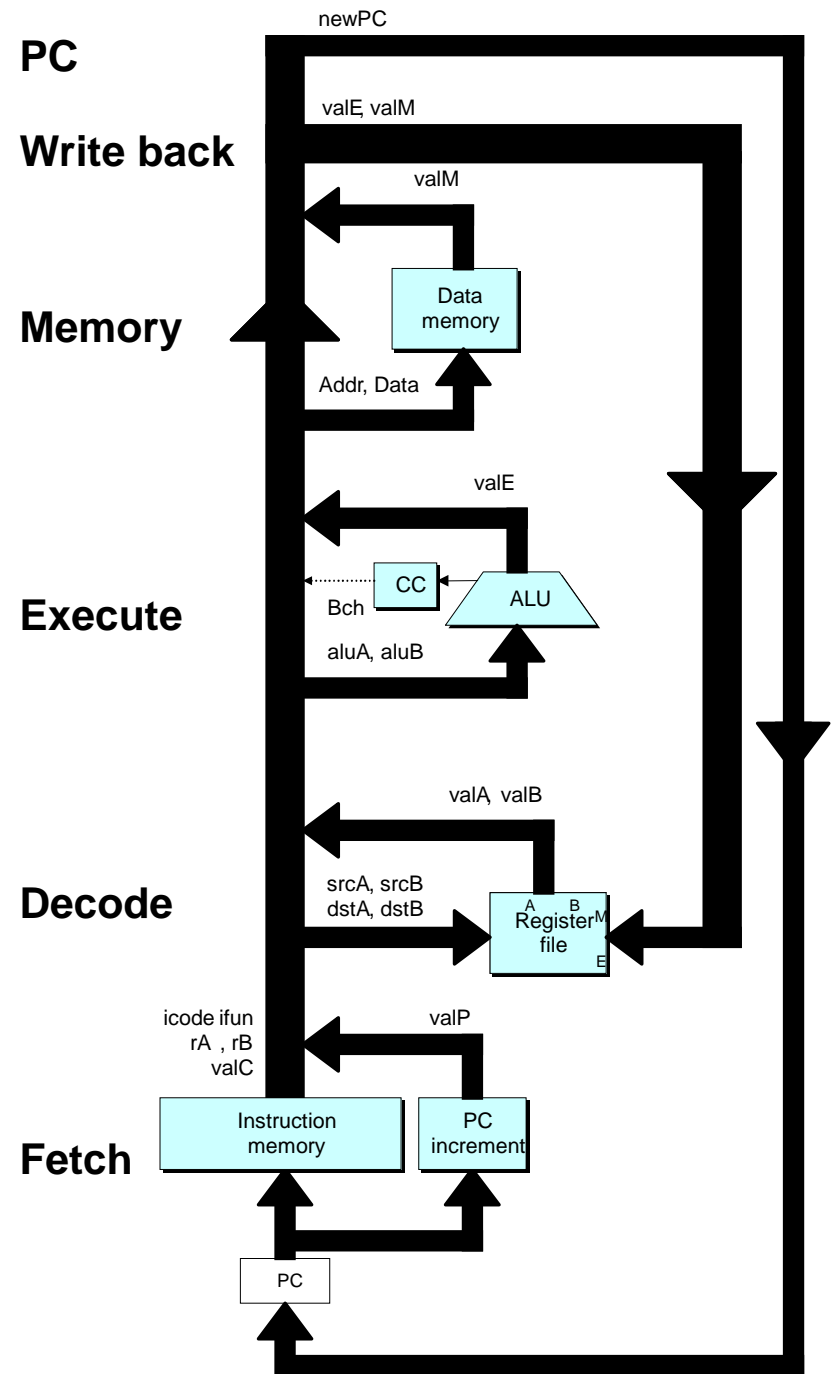 newPC
PC
valE, valM
Write back
valM
Data
memory
Memory
Addr, Data
valE
CC
ALU
Bch
Execute
aluA, aluB
valA, valB
srcA, srcB
dstA, dstB
Decode
A B
Register M
file
E
icode ifun
rA , rB
valC
valP
Instruction
memory
PC
increment
Fetch
PC